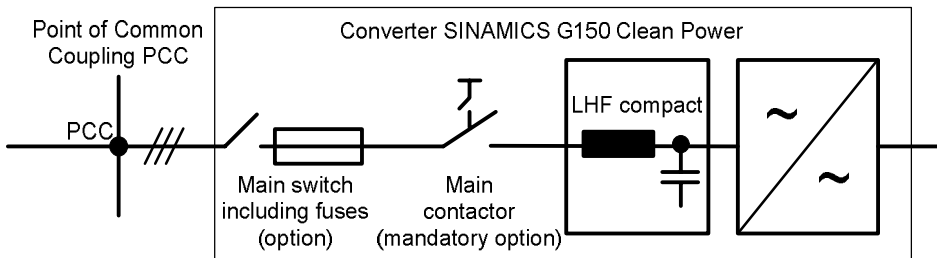 Point of Common
Coupling PCC
Converter SINAMICS G150 Clean Power
PCC
LHF compact
~
~
Main switch
including fuses
(option)
Main
contactor
(mandatory option)